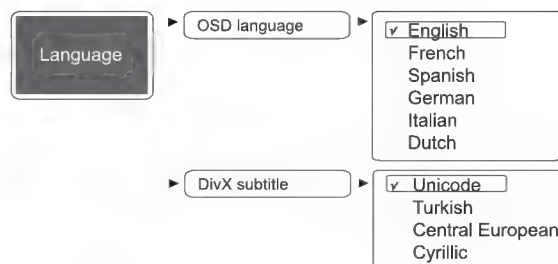 Language
OSD language
✓ English
French
Spanish
German
Italian
Dutch
DivX subtitle
✓ Unicode
Turkish
Central European
Cyrillic